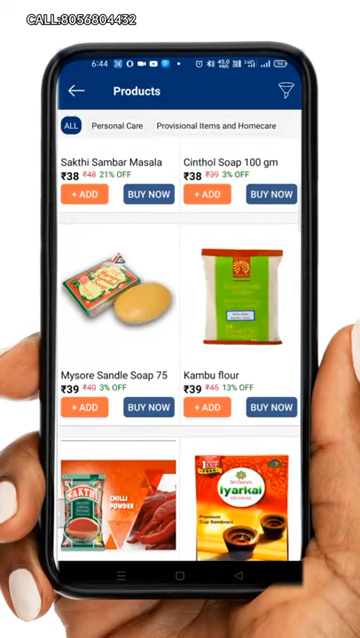 CALL:8056804432
6:44
Products
ALL
Personal Care
Provisional Items and Homecare
Sakthi Sambar Masala
₹38 ₹48 21% OFF
+ ADD
BUY NOW
Cinthol Soap 100 gm
₹38 ₹39 3% OFF
+ ADD
BUY NOW
Mysore Sandle Soap 75
₹39 ₹40 3% OFF
+ ADD
BUY NOW
Kambu flour
₹39 ₹45 13% OFF
+ ADD
BUY NOW
SAKTHI
CHILLI
POWDER
Sri Guru's
Iyarkai
Premium
Cup Sambrani